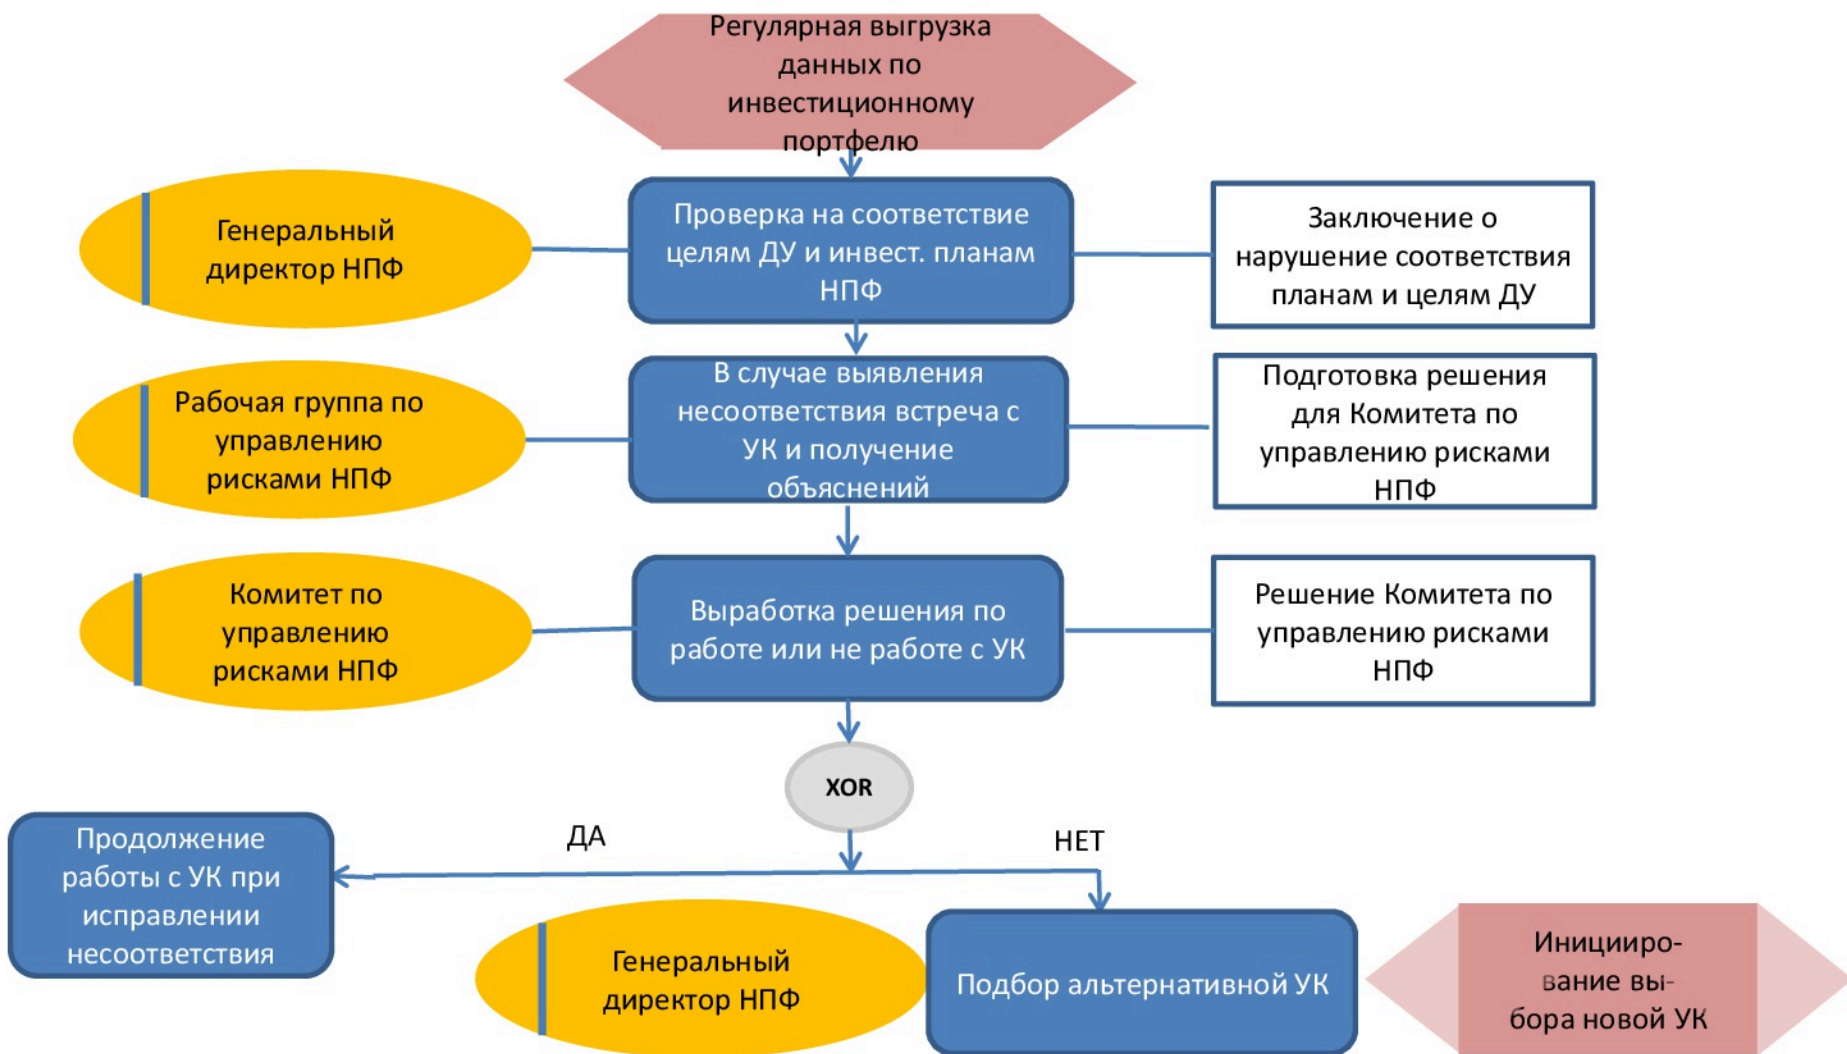 Регулярная выгрузка
данных по
инвестиционному
портфелю
Генеральный
директор НПФ
Проверка на соответствие
целям ДУ и инвест. планам
НПФ
Заключение о
нарушение соответствия
планам и целям ДУ
Рабочая группа по
управлению
рисками НПФ
В случае выявления
несоответствия встреча с
УК и получение
объяснений
Подготовка решения
для Комитета по
управлению рисками
НПФ
Комитет по
управлению
рисками НПФ
Выработка решения по
работе или не работе с УК
Решение Комитета по
управлению рисками
НПФ
XOR
ДА
НЕТ
Продолжение
работы с УК при
исправлении
несоответствия
Генеральный
директор НПФ
Подбор альтернативной УК
Иницииро-
вание вы-
бора новой УК